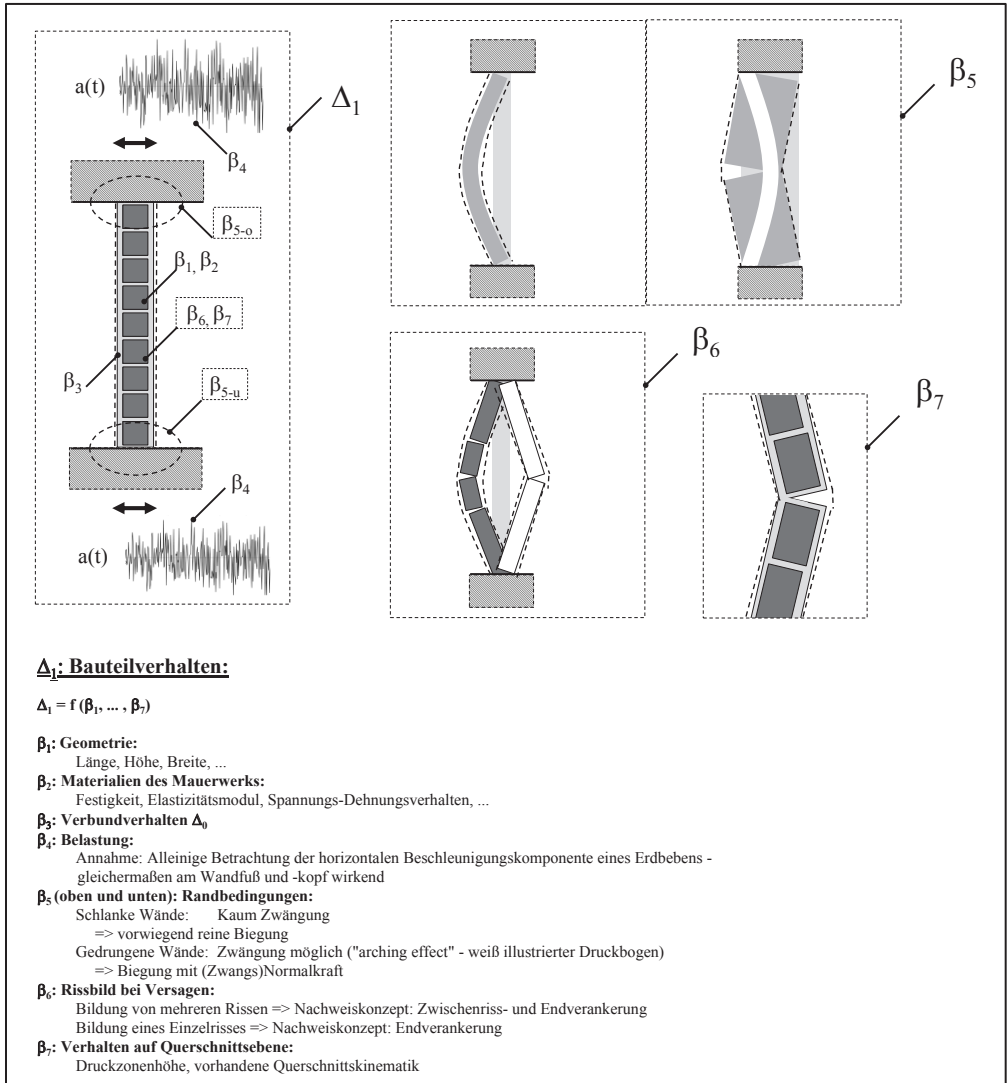 a(t)
β4
Δ1
β5-o
β1, β2
β6, β7
β3
β5-u
β4
a(t)
β5
β6
β7
Δ1: Bauteilverhalten:
Δ1 = f (β1, ... , β7)
β1: Geometrie:
Länge, Höhe, Breite, ...
β2: Materialien des Mauerwerks:
Festigkeit, Elastizitätsmodul, Spannungs-Dehnungsverhalten, ...
β3: Verbundverhalten Δ0
β4: Belastung:
Annahme: Alleinige Betrachtung der horizontalen Beschleunigungskomponente eines Erdbebens -
gleichermaßen am Wandfuß und -kopf wirkend
β5 (oben und unten): Randbedingungen:
Schlanke Wände: Kaum Zwängung
=> vorwiegend reine Biegung
Gedrungene Wände: Zwängung möglich ("arching effect" - weiß illustrierter Druckbogen)
=> Biegung mit (Zwangs)Normalkraft
β6: Rissbild bei Versagen:
Bildung von mehreren Rissen => Nachweiskonzept: Zwischenriss- und Endverankerung
Bildung eines Einzelrisses => Nachweiskonzept: Endverankerung
β7: Verhalten auf Querschnittsebene:
Druckzonenhöhe, vorhandene Querschnittskinematik